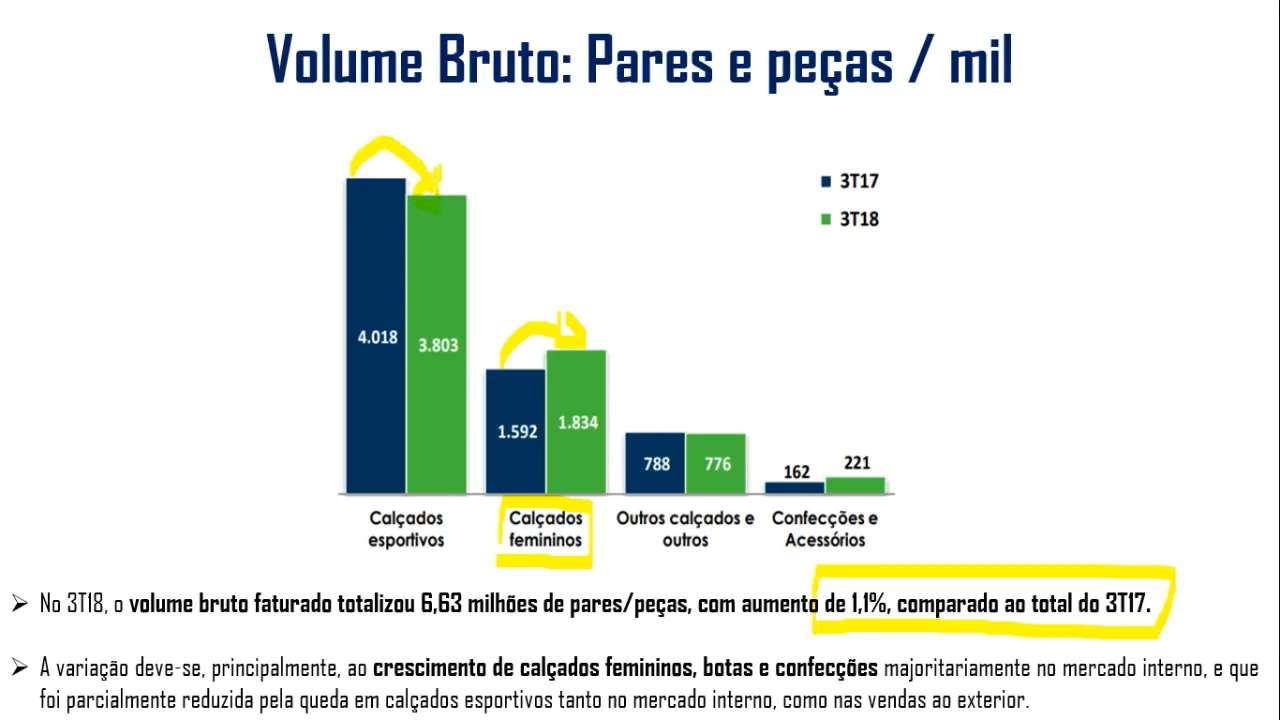 Volume Bruto: Pares e peças / mil
3T17
3T18
4.018
3.803
1.592
1.834
788
776
162
221
Calçados
esportivos
Calçados
femininos
Outros calçados e
outros
Confecções e
Acessórios
➢ No 3T18, o volume bruto faturado totalizou 6,63 milhões de pares/peças, com aumento de 1,1%, comparado ao total do 3T17.
➢ A variação deve-se, principalmente, ao crescimento de calçados femininos, botas e confecções majoritariamente no mercado interno, e que
foi parcialmente reduzida pela queda em calçados esportivos tanto no mercado interno, como nas vendas ao exterior.